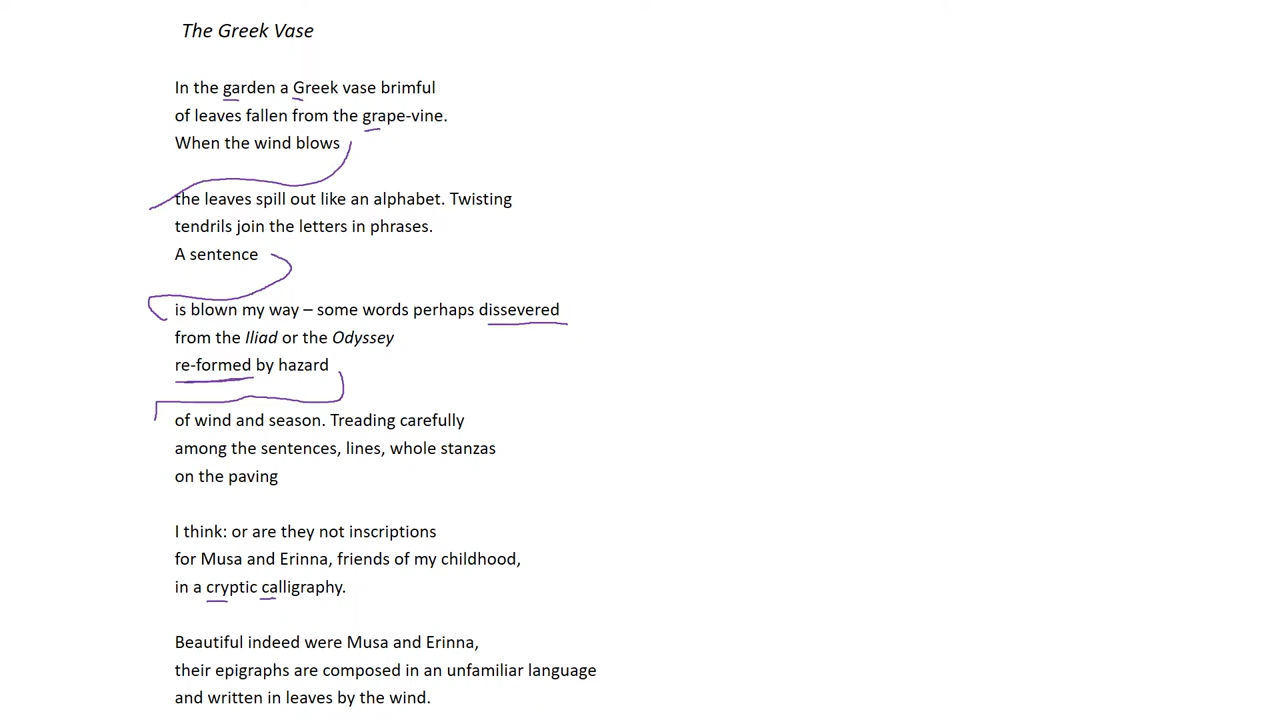 The Greek Vase
In the garden a Greek vase brimful
of leaves fallen from the grape-vine.
When the wind blows
the leaves spill out like an alphabet. Twisting
tendrils join the letters in phrases.
A sentence
is blown my way – some words perhaps dissevered
from the Iliad or the Odyssey
re-formed by hazard
of wind and season. Treading carefully
among the sentences, lines, whole stanzas
on the paving
I think: or are they not inscriptions
for Musa and Erinna, friends of my childhood,
in a cryptic calligraphy.
Beautiful indeed were Musa and Erinna,
their epigraphs are composed in an unfamiliar language
and written in leaves by the wind.